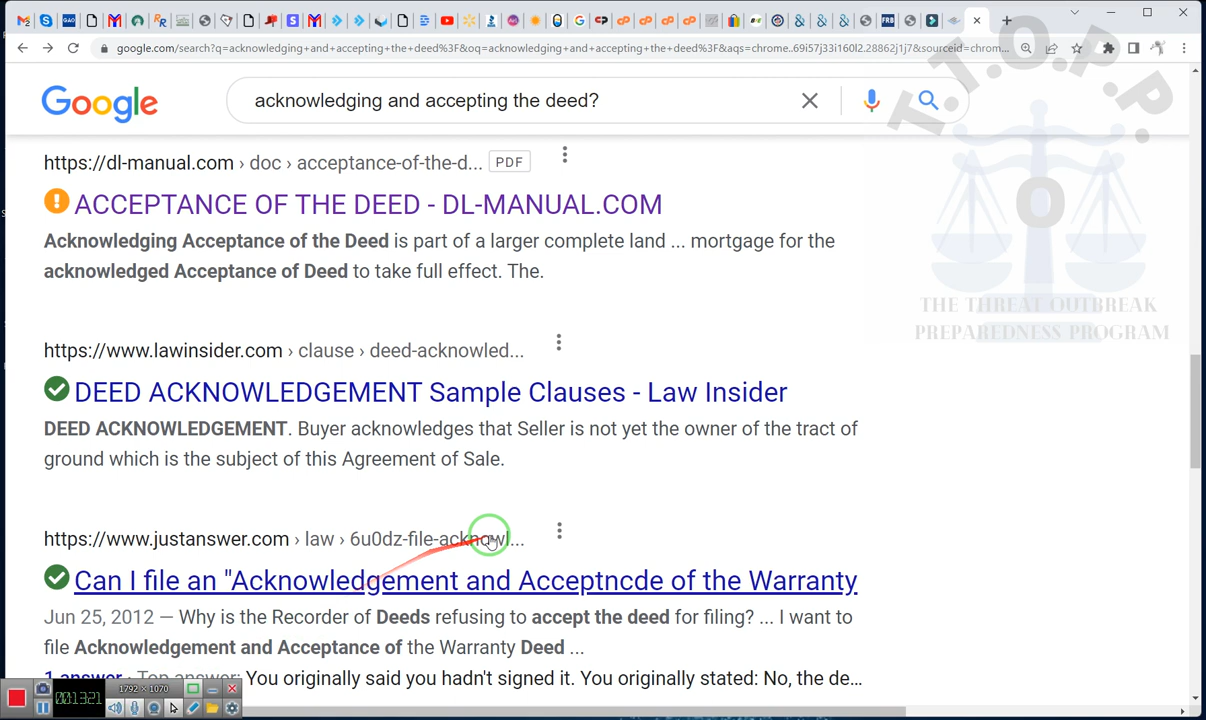 google.com/search?q=acknowledging+and+accepting+the+deed%3F&oq=acknowledging+and+accepting+the+deed%3F&aqs=chrome..69i57j33i160l2.28862j1j7&sourceid=chrom...
T.T.O.P.P.
Google
acknowledging and accepting the deed?
https://dl-manual.com › doc › acceptance-of-the-d... PDF
ACCEPTANCE OF THE DEED - DL-MANUAL.COM
Acknowledging Acceptance of the Deed is part of a larger complete land ... mortgage for the
acknowledged Acceptance of Deed to take full effect. The.
THE THREAT OUTBREAK
PREPAREDNESS PROGRAM
https://www.lawinsider.com › clause › deed-acknowled...
DEED ACKNOWLEDGEMENT Sample Clauses - Law Insider
DEED ACKNOWLEDGEMENT. Buyer acknowledges that Seller is not yet the owner of the tract of
ground which is the subject of this Agreement of Sale.
https://www.justanswer.com › law › 6u0dz-file-acknowl...
Can I file an "Acknowledgement and Acceptncde of the Warranty
Jun 25, 2012 — Why is the Recorder of Deeds refusing to accept the deed for filing? ... I want to
file Acknowledgement and Acceptance of the Warranty Deed ...
1 answer · Top answer: You originally said you hadn't signed it. You originally stated: No, the de...
1792 × 1070